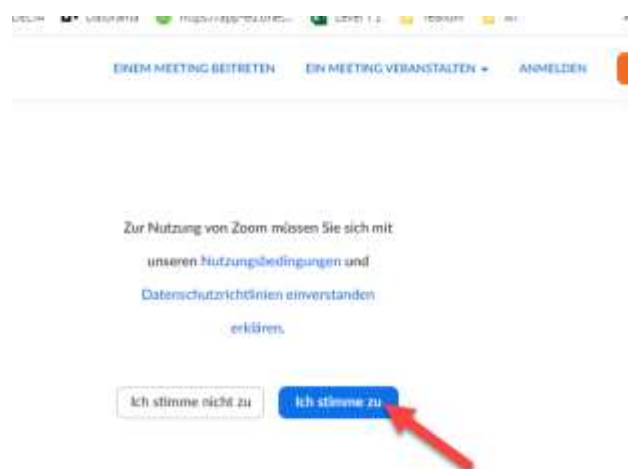 EINEM MEETING BEITRETEN EIN MEETING VERANSTALTEN ANMELDEN
Zur Nutzung von Zoom müssen Sie sich mit
unseren Nutzungsbedingungen und
Datenschutzrichtlinien einverstanden
erklären.
Ich stimme nicht zu Ich stimme zu